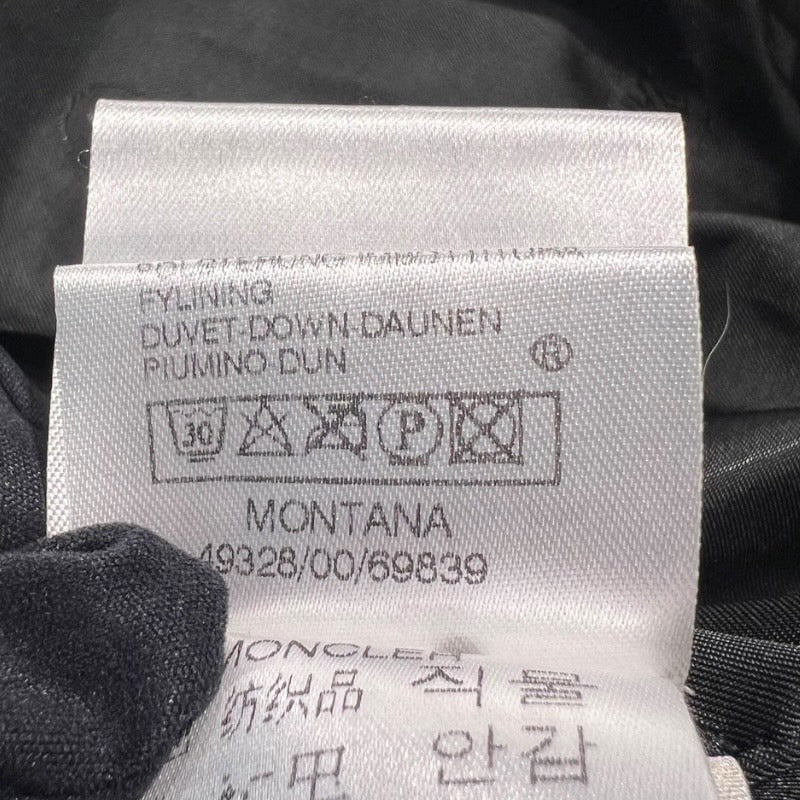 FYLINING
DUVET-DOWN-DAUNEN
PIUMINO DUN
®
30 P
MONTANA
49328/00/69839
MONCLER
纺织品 직물
안감